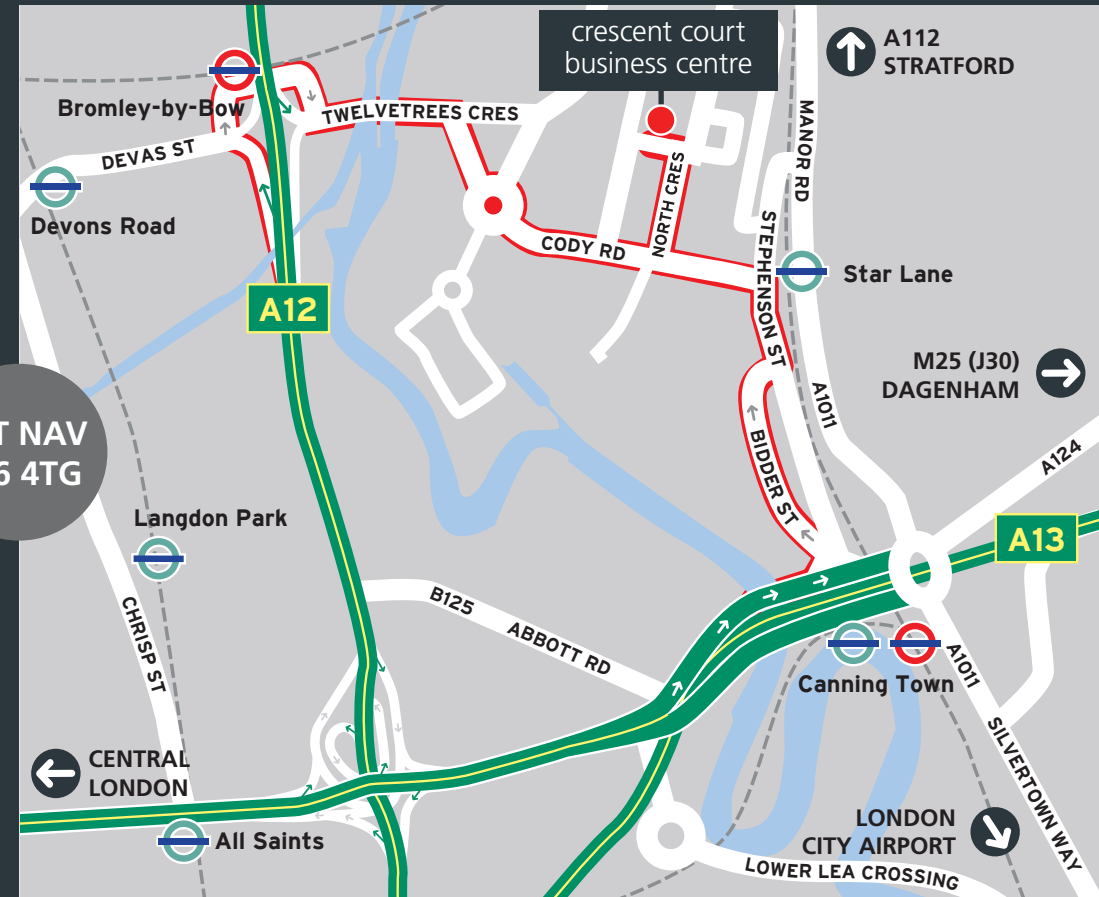 crescent court
business centre
A112
STRATFORD
Bromley-by-Bow
TWELVETREES CRES
MANOR RD
DEVAS ST
NORTH CRES
Devons Road
CODY RD
STEPHENSON ST
Star Lane
A12
M25 (J30)
DAGENHAM
A1011
T NAV
6 4TG
BIDDER ST
A124
Langdon Park
A13
B125
ABBOTT RD
CHRISP ST
A1011
Canning Town
SILVERTOWN WAY
CENTRAL
LONDON
All Saints
LONDON
CITY AIRPORT
LOWER LEA CROSSING